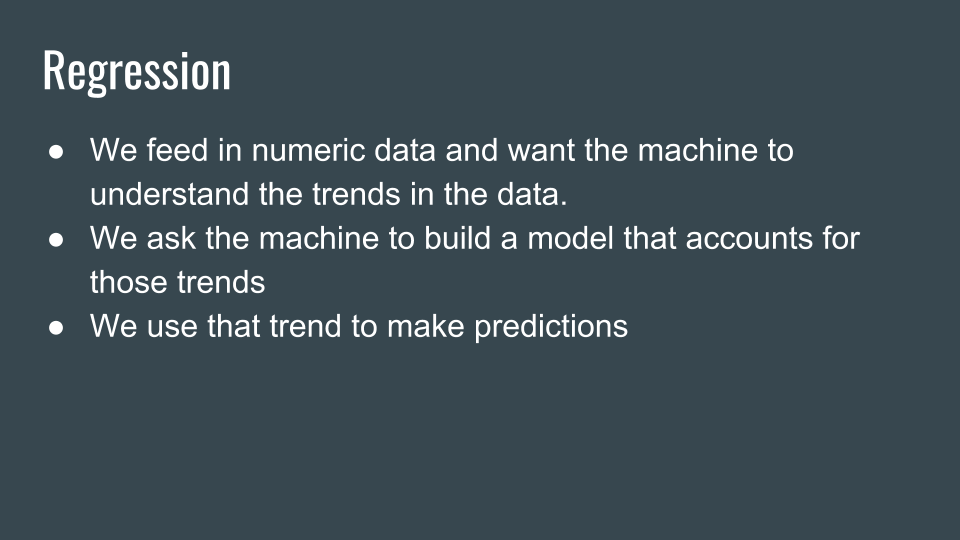 Regression
● We feed in numeric data and want the machine to
understand the trends in the data.
● We ask the machine to build a model that accounts for
those trends
● We use that trend to make predictions